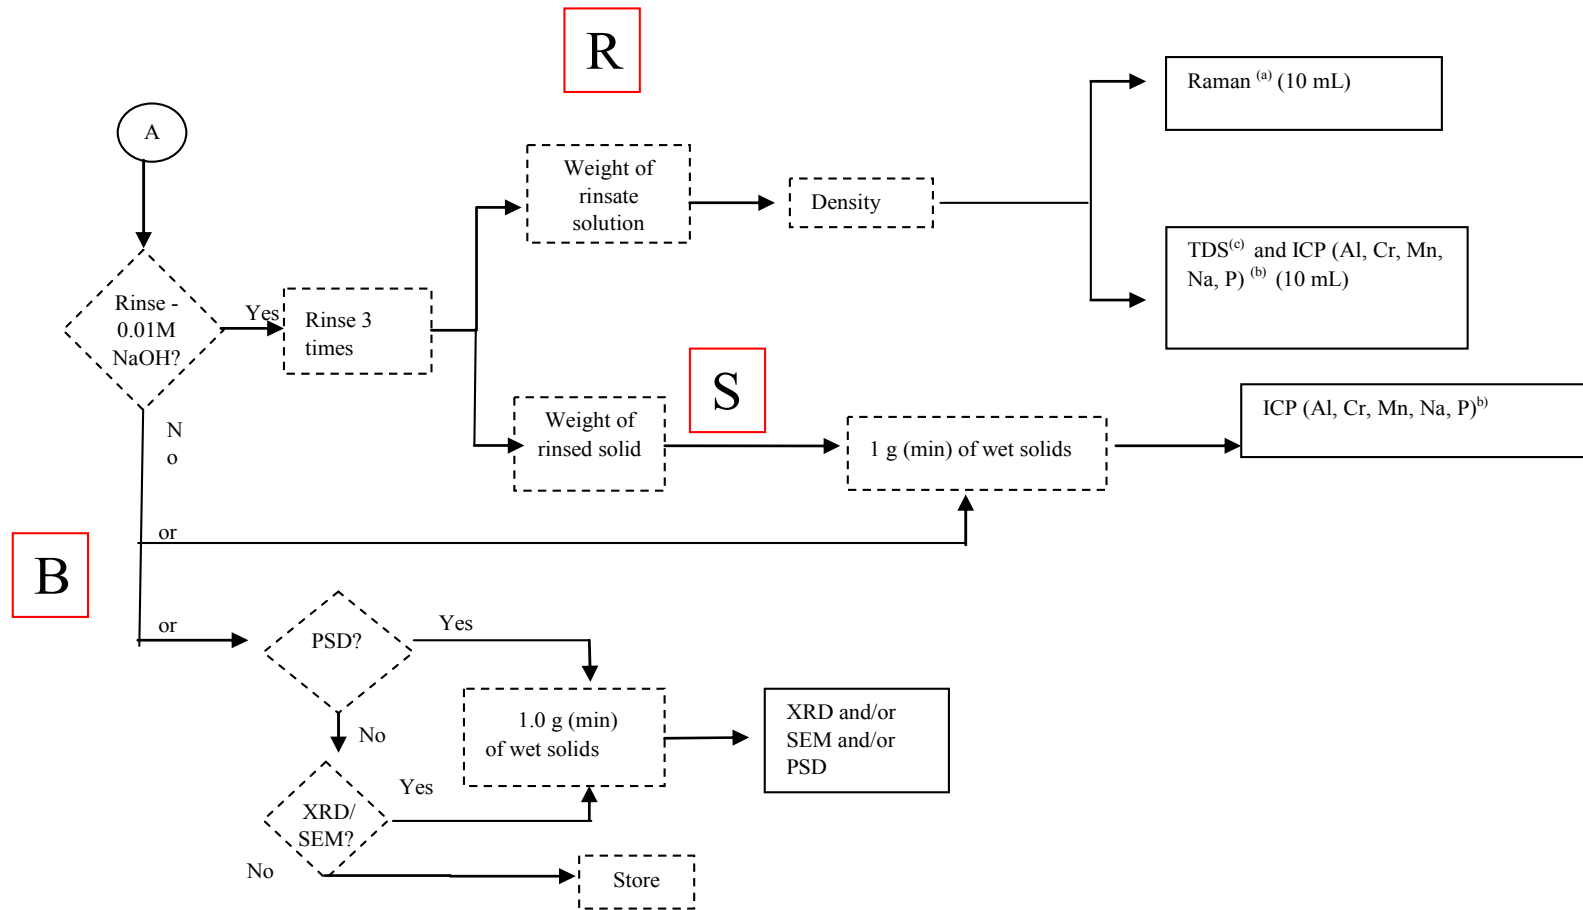 R
Raman (a) (10 mL)
A
Weight of
rinsate
solution
Density
TDS(c) and ICP (Al, Cr, Mn,
Na, P) (b) (10 mL)
Rinse -
0.01M
NaOH?
Yes
Rinse 3
times
S
Weight of
rinsed solid
1 g (min) of wet solids
ICP (Al, Cr, Mn, Na, P)b)
N
o
or
B
or
PSD?
Yes
No
1.0 g (min)
of wet solids
XRD and/or
SEM and/or
PSD
XRD/
SEM?
Yes
No
Store